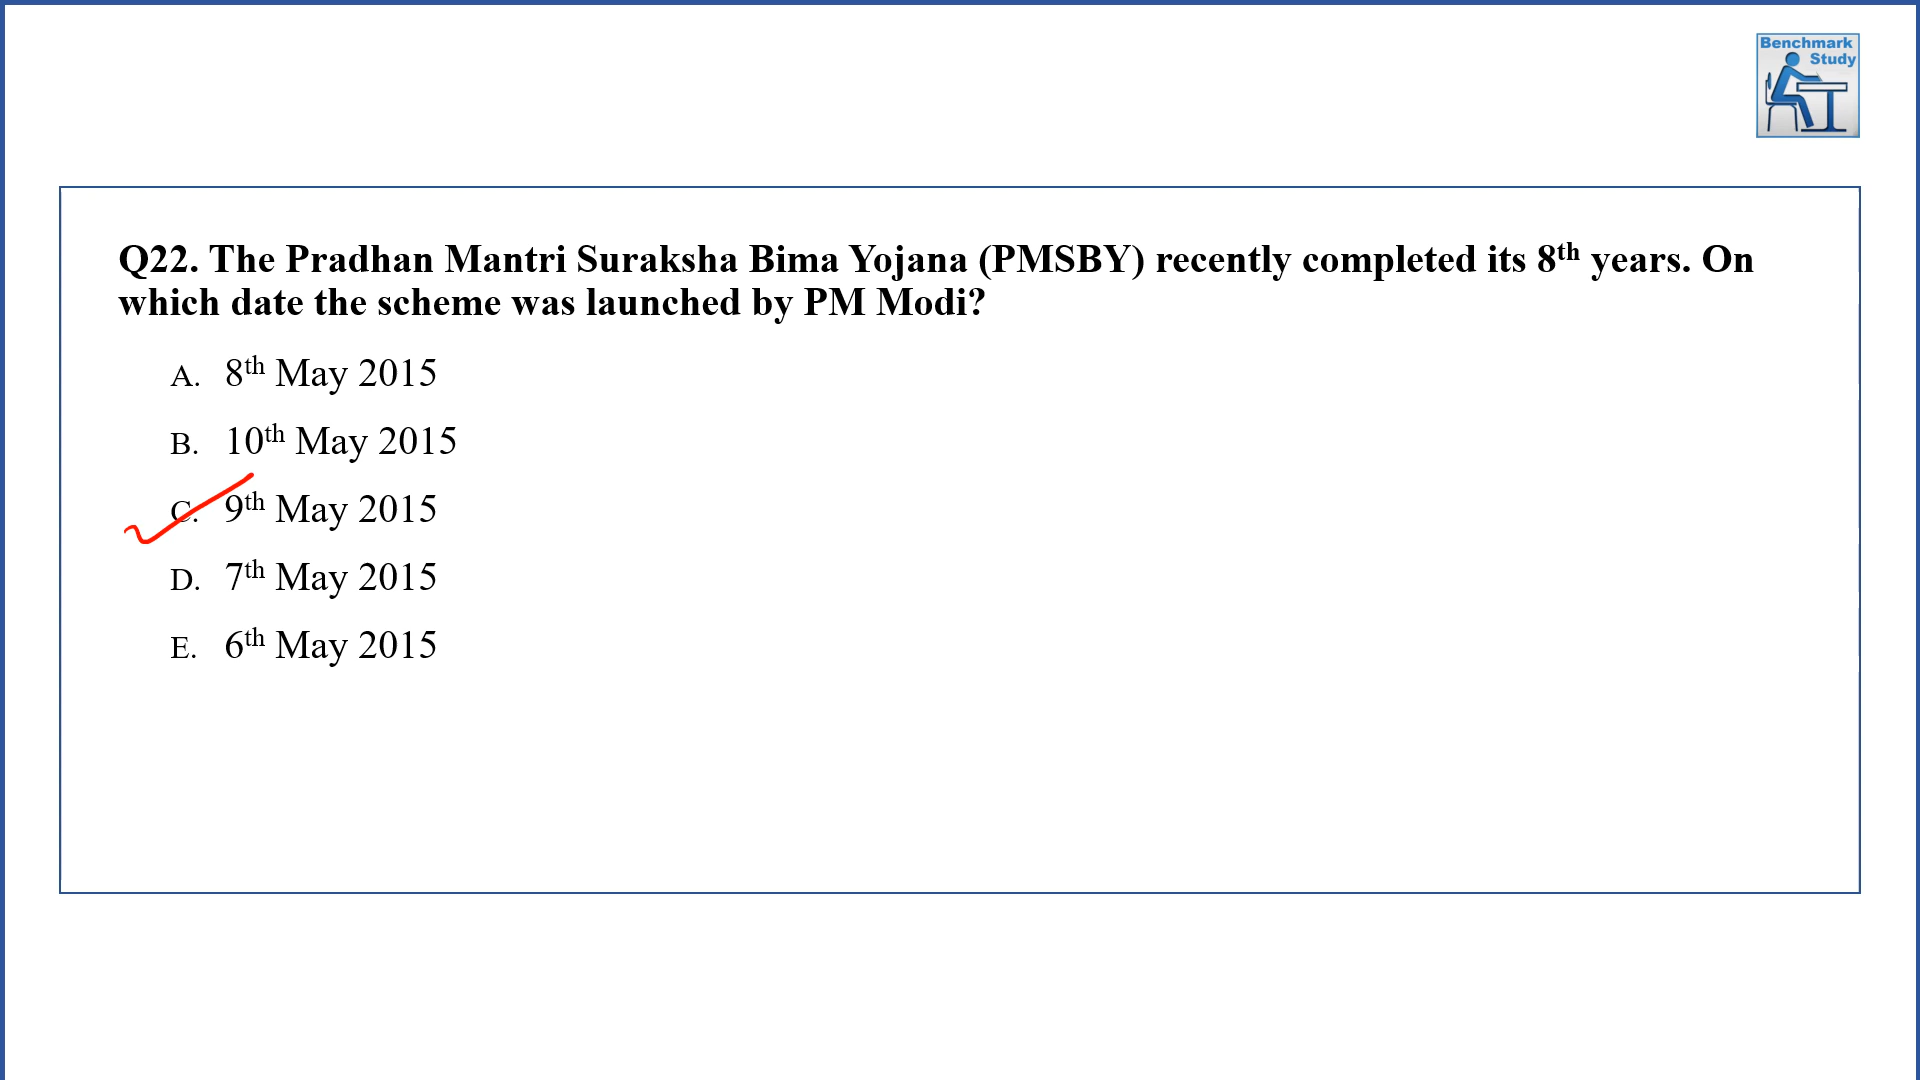 Benchmark
Study
Q22. The Pradhan Mantri Suraksha Bima Yojana (PMSBY) recently completed its 8th years. On
which date the scheme was launched by PM Modi?
A. 8th May 2015
B. 10th May 2015
C. 9th May 2015
D. 7th May 2015
E. 6th May 2015